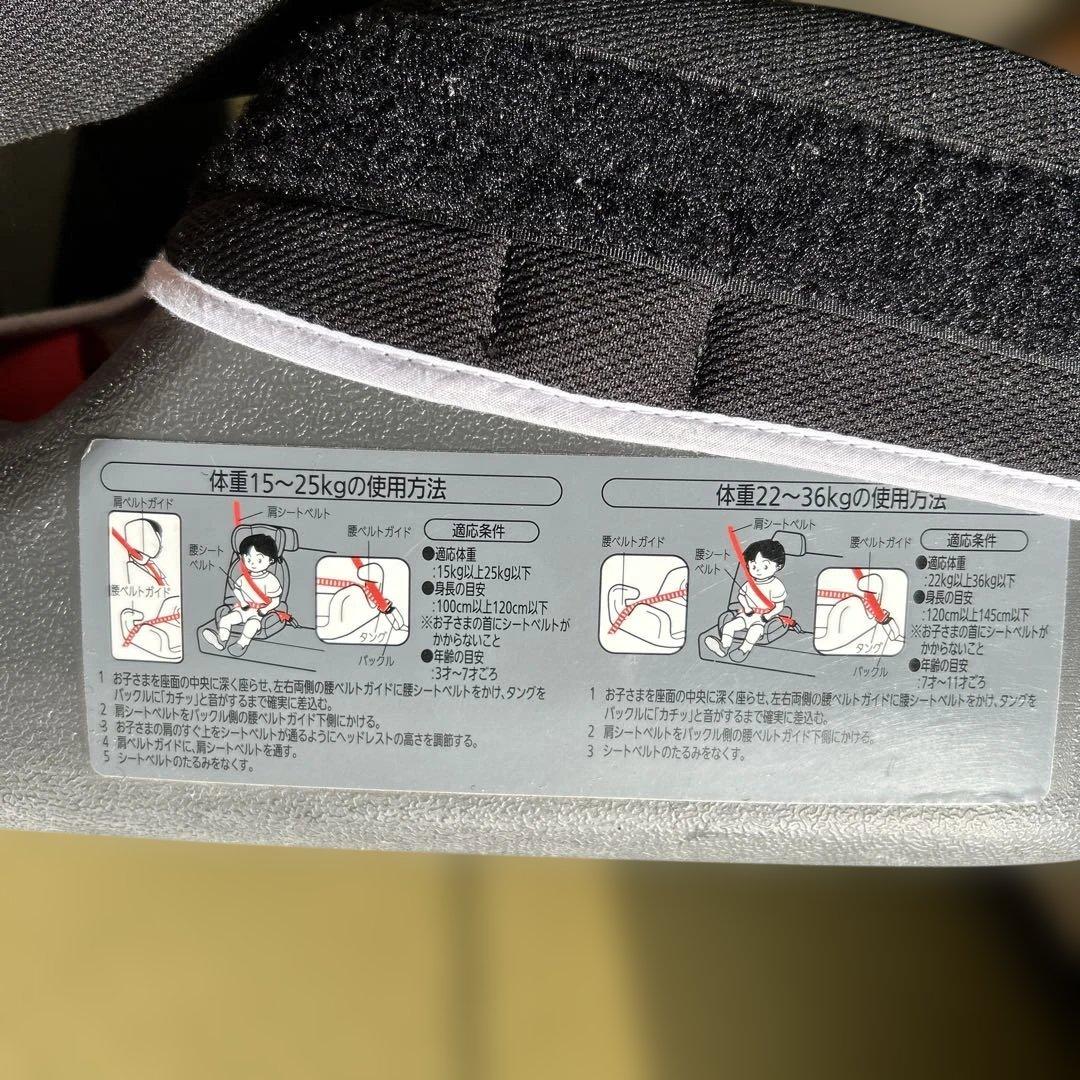 体重15〜25kgの使用方法
肩ベルトガイド
肩シートベルト
腰ベルトガイド
腰シート
ベルト
腰ベルトガイド
タング
バックル
適応条件
●適応体重
:15kg以上25kg以下
●身長の目安
:100cm以上120cm以下
※お子さまの首にシートベルトが
かからないこと
●年齢の目安
:3才〜7才ごろ
1 お子さまを座面の中央に深く座らせ、左右両側の腰ベルトガイドに腰シートベルトをかけ、タングを
バックルに「カチッ」と音がするまで確実に差込む。
2 肩シートベルトをバックル側の腰ベルトガイド下側にかける。
3 お子さまの肩のすぐ上をシートベルトが通るようにヘッドレストの高さを調節する。
4 肩ベルトガイドに、肩シートベルトを通す。
5 シートベルトのたるみをなくす。
体重22〜36kgの使用方法
肩シートベルト
腰ベルトガイド
腰シート
ベルト
腰ベルトガイド
タング
バックル
適応条件
●適応体重
:22kg以上36kg以下
●身長の目安
:120cm以上145cm以下
※お子さまの首にシートベルトが
かからないこと
●年齢の目安
:7才〜11才ごろ
1 お子さまを座面の中央に深く座らせ、左右両側の腰ベルトガイドに腰シートベルトをかけ、タングを
バックルに「カチッ」と音がするまで確実に差込む。
2 肩シートベルトをバックル側の腰ベルトガイド下側にかける。
3 シートベルトのたるみをなくす。